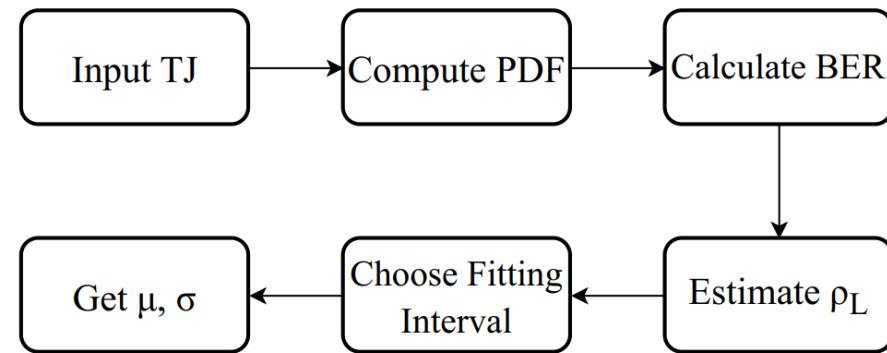 Input TJ
Compute PDF
Calculate BER
Get μ, σ
Choose Fitting
Interval
Estimate ρL